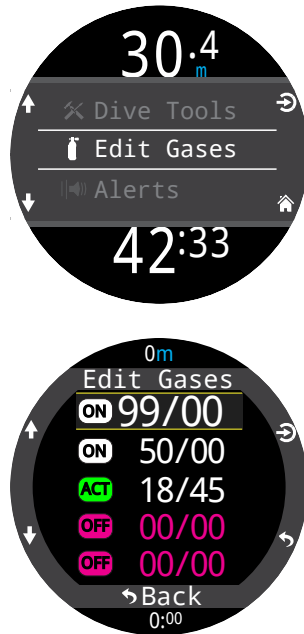 30.4
m
Dive Tools
Edit Gases
Alerts
42:33
0m
Edit Gases
ON 99/00
ON 50/00
ACT 18/45
OFF 00/00
OFF 00/00
Back
0:00